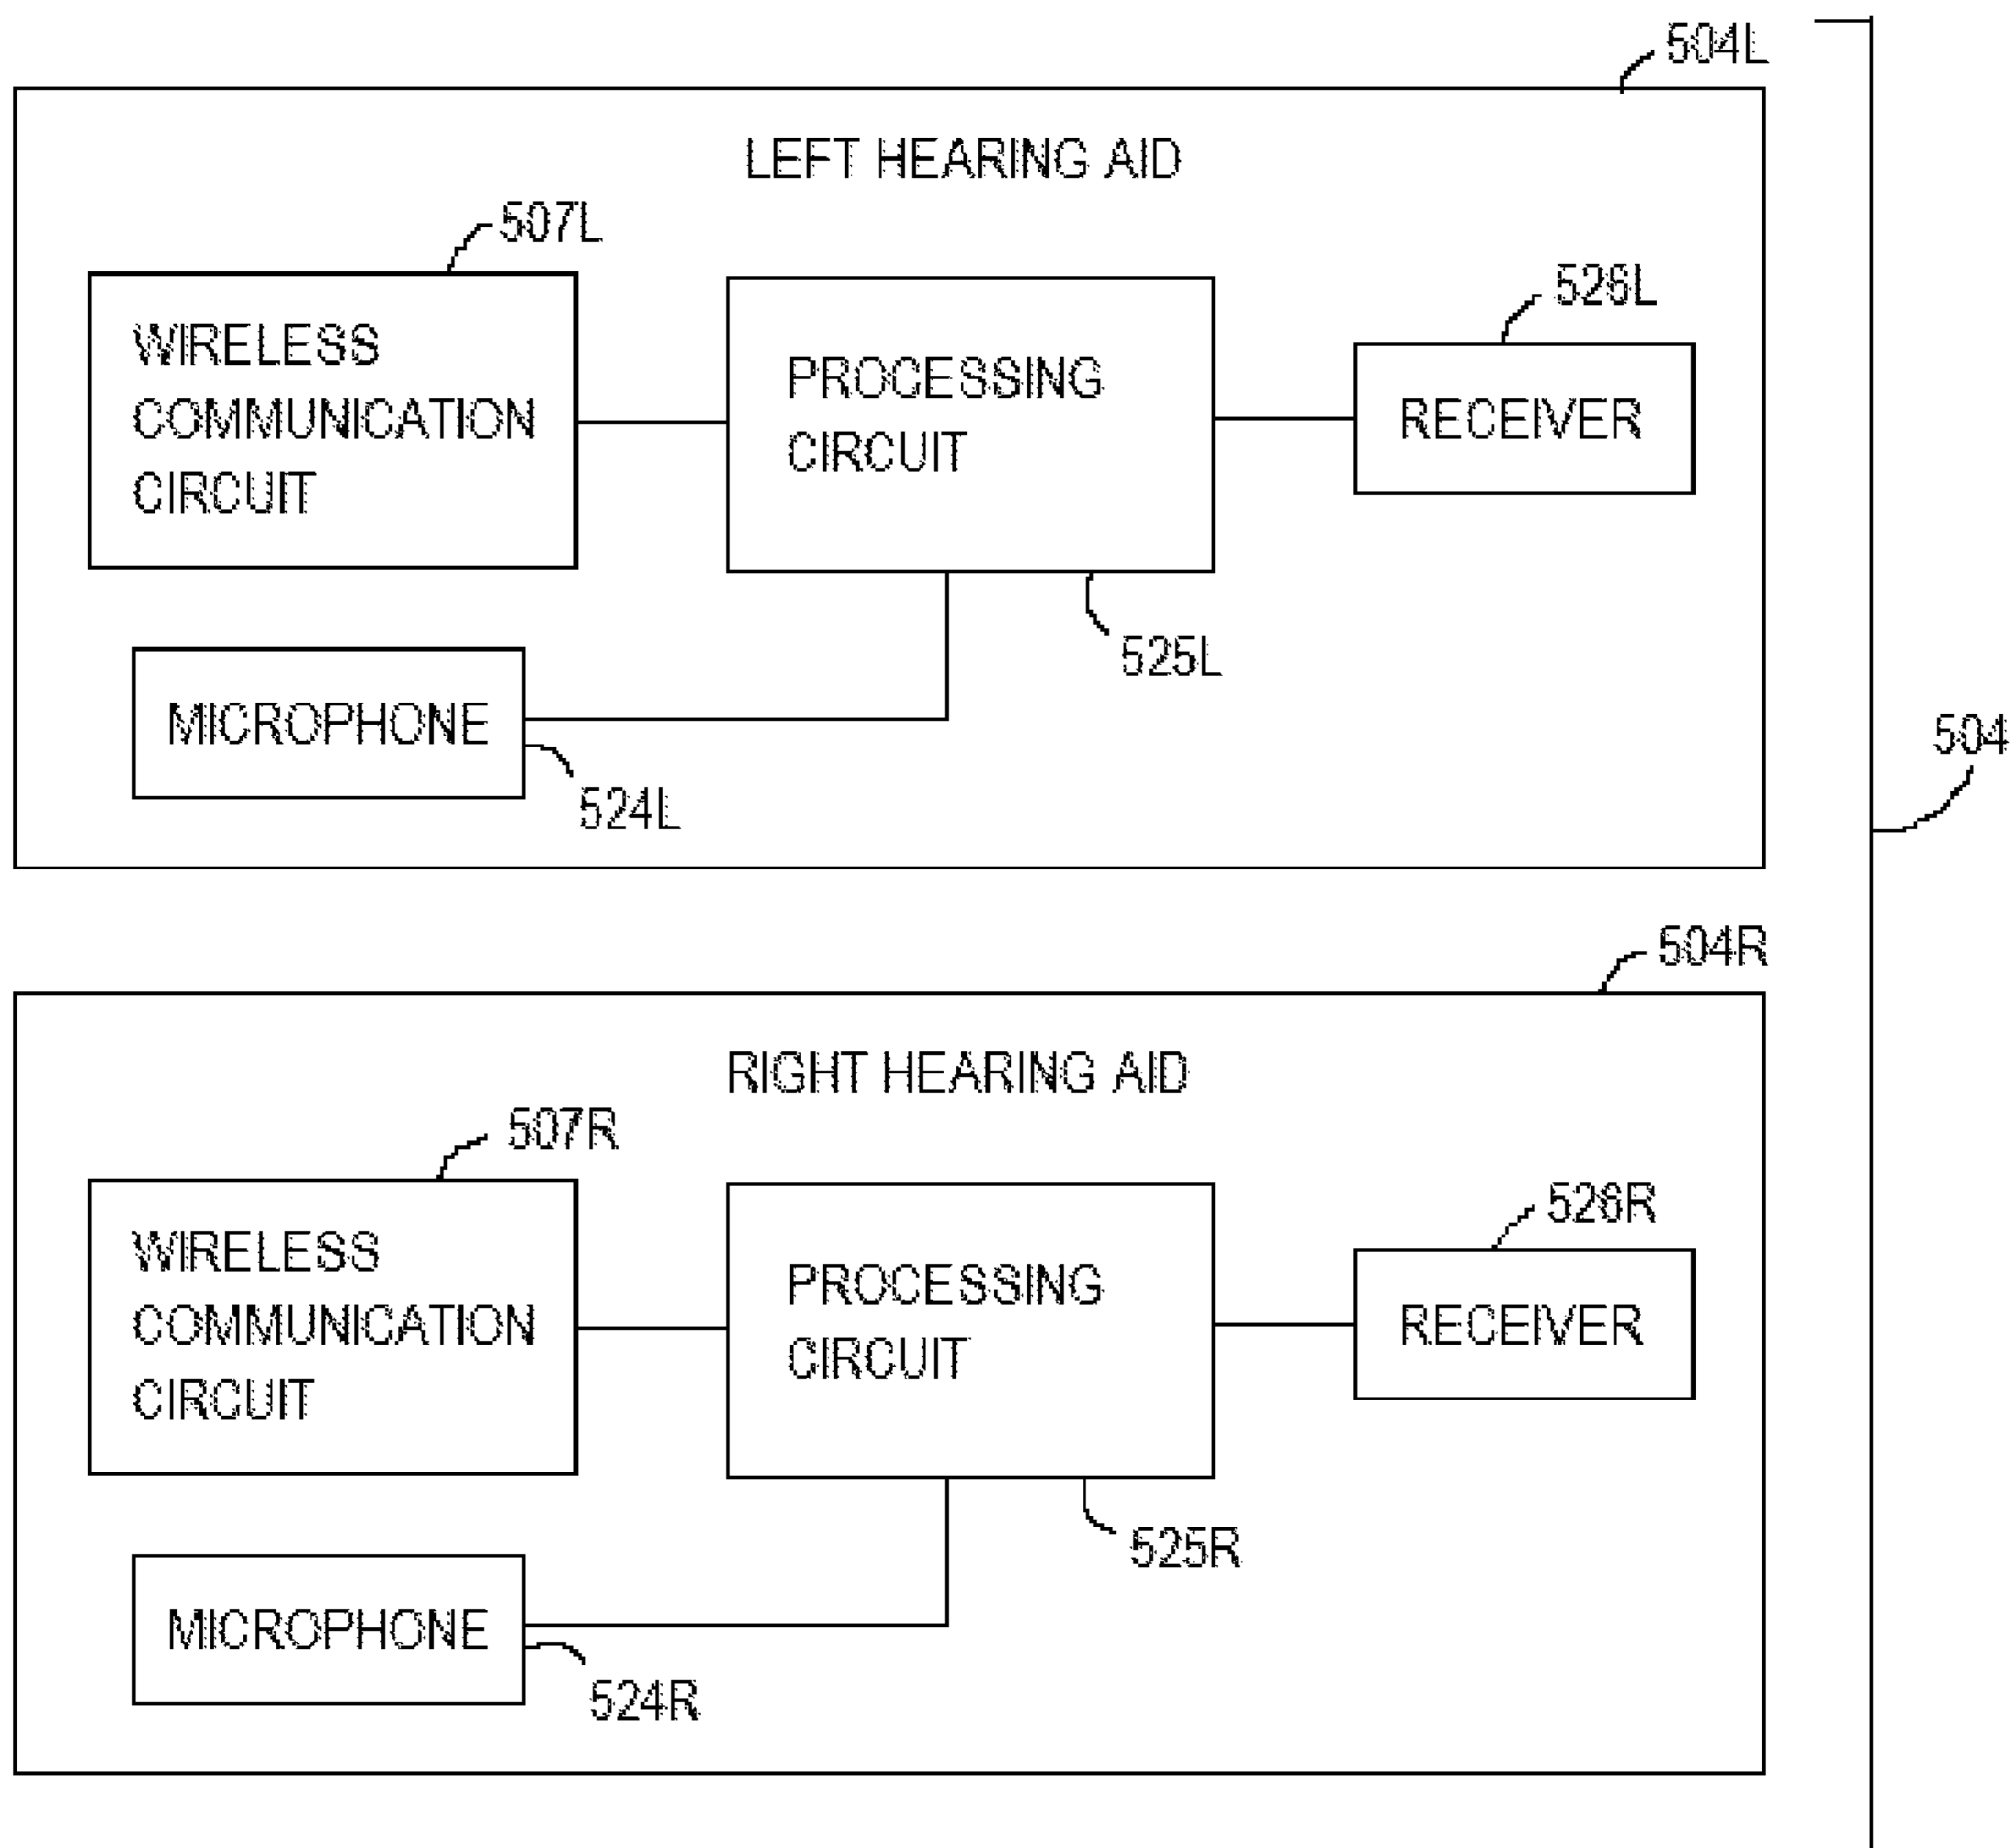 504L
LEFT HEARING AID
507L
WIRELESS
COMMUNICATION
CIRCUIT
PROCESSING
CIRCUIT
526L
RECEIVER
525L
MICROPHONE
524L
504
504R
RIGHT HEARING AID
507R
WIRELESS
COMMUNICATION
CIRCUIT
PROCESSING
CIRCUIT
526R
RECEIVER
525R
MICROPHONE
524R